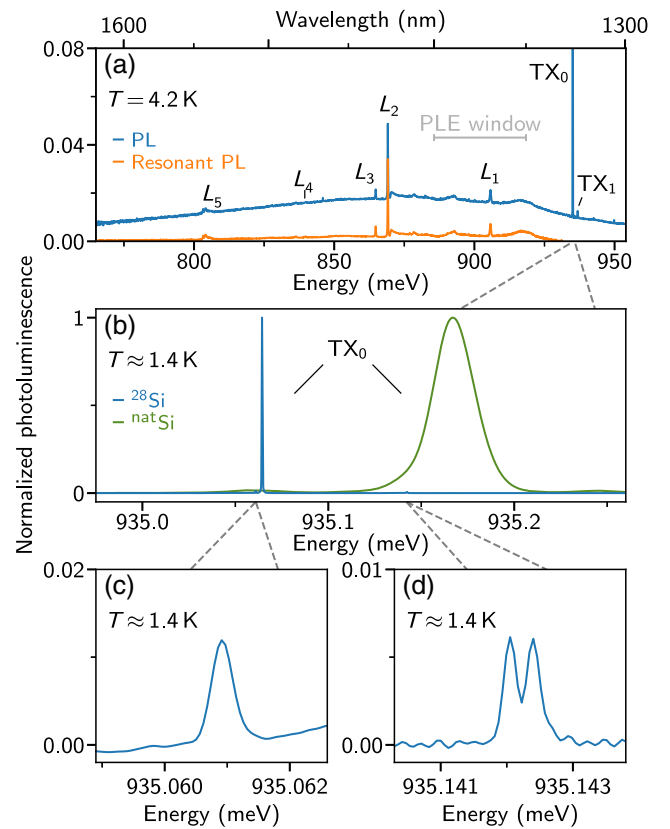 Wavelength (nm)
1600 1300
0.08
0.04
0.00
(a)
T = 4.2 K
PL
Resonant PL
L5
L4
L3
L2
L1
PLE window
TX0
TX1
800 850 900 950
Energy (meV)
Normalized photoluminescence
1
0
(b)
T ≈ 1.4 K
28Si
natSi
TX0
935.0 935.1 935.2
Energy (meV)
0.02
0.00
(c)
T ≈ 1.4 K
935.060 935.062
Energy (meV)
0.01
0.00
(d)
T ≈ 1.4 K
935.141 935.143
Energy (meV)